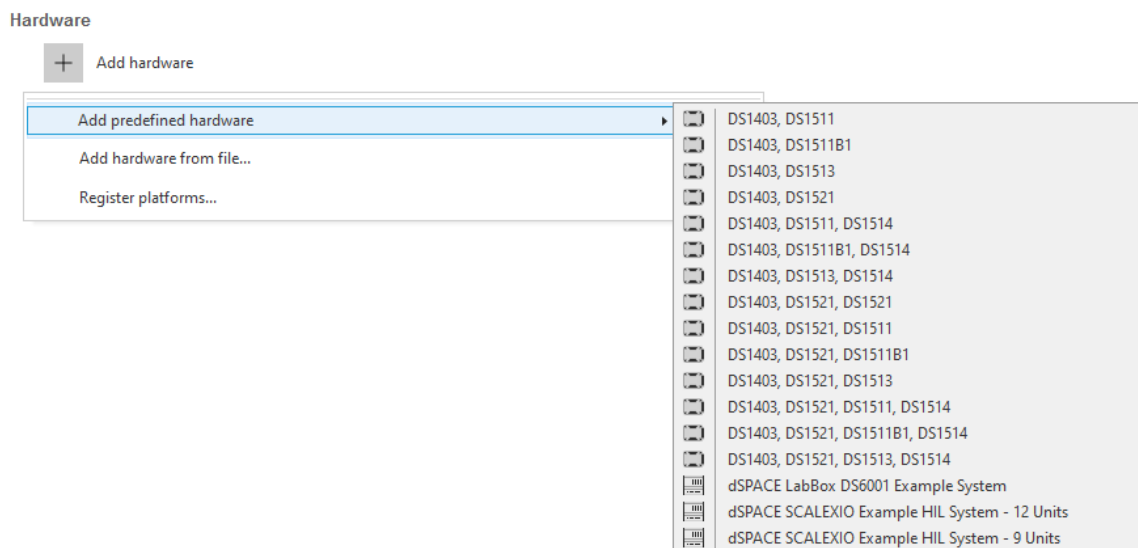 Hardware
Add hardware
Add predefined hardware
Add hardware from file...
Register platforms...
DS1403, DS1511
DS1403, DS1511B1
DS1403, DS1513
DS1403, DS1521
DS1403, DS1511, DS1514
DS1403, DS1511B1, DS1514
DS1403, DS1513, DS1514
DS1403, DS1521, DS1521
DS1403, DS1521, DS1511
DS1403, DS1521, DS1511B1
DS1403, DS1521, DS1513
DS1403, DS1521, DS1511, DS1514
DS1403, DS1521, DS1511B1, DS1514
DS1403, DS1521, DS1513, DS1514
dSPACE LabBox DS6001 Example System
dSPACE SCALEXIO Example HIL System - 12 Units
dSPACE SCALEXIO Example HIL System - 9 Units